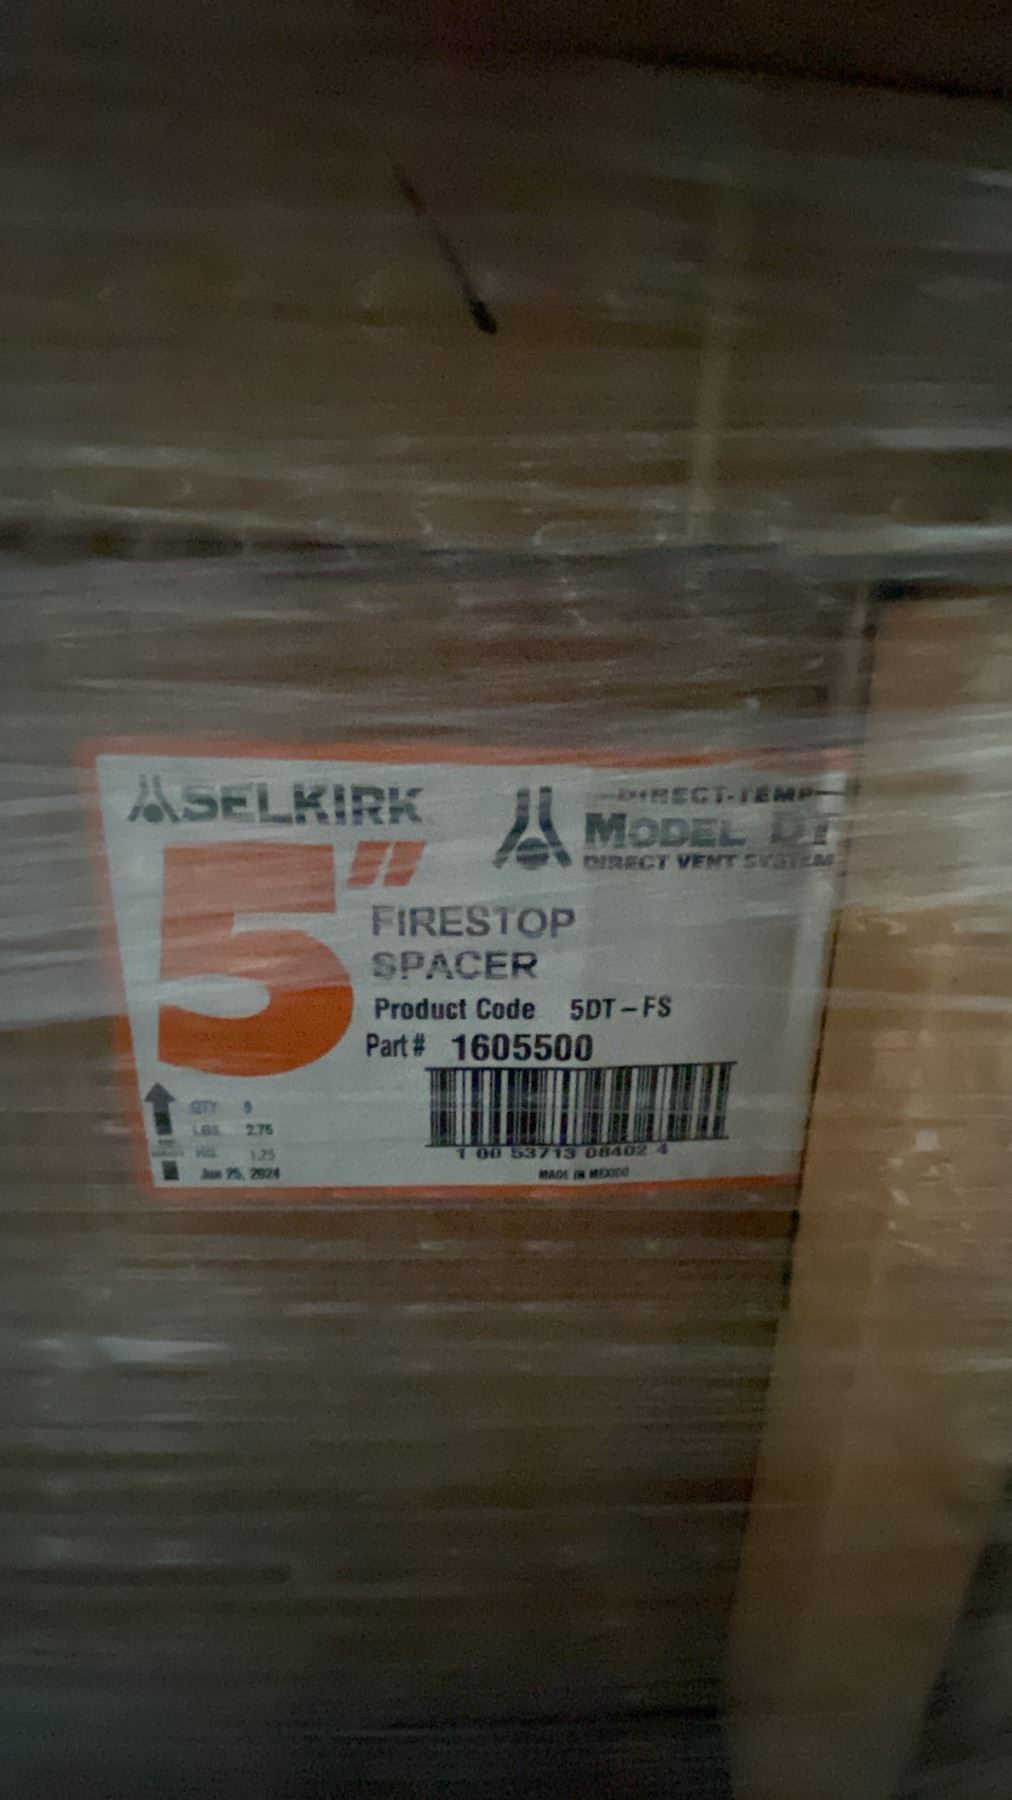 SELKIRK
DIRECT-TEMP
MODEL DT
DIRECT VENT SYSTEM
5"
FIRESTOP
SPACER
Product Code 5DT-FS
Part# 1605500
QTY
LBS 2.75
KG 1.25
Jun 25, 2024
1 00 53713 08402 4
MADE IN MEXICO